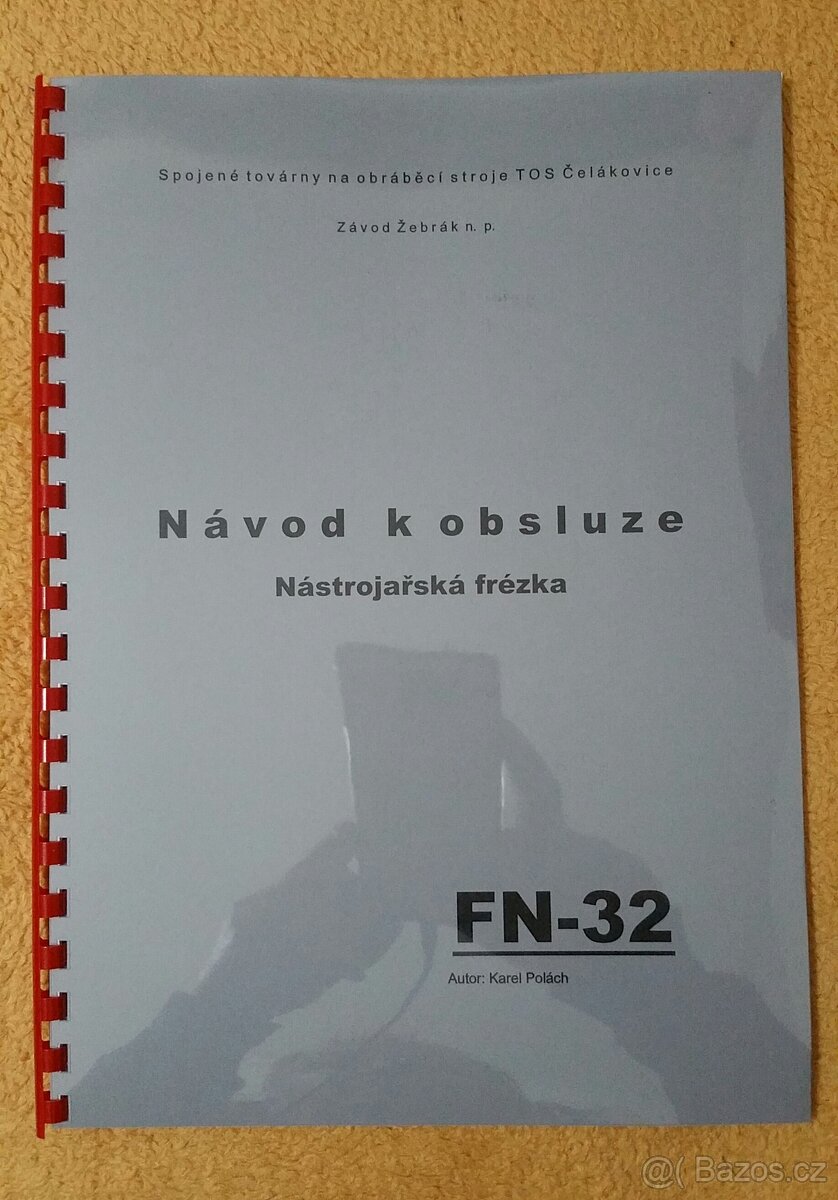 Spojené továrny na obráběcí stroje TOS Čelákovice
Závod Žebrák n. p.
Návod k obsluze
Nástrojařská frézka
FN-32
Autor: Karel Polách
@( Bazos.cz